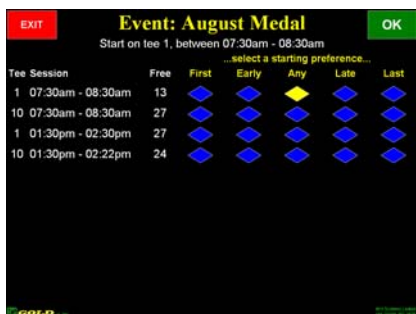 EXIT
Event: August Medal
OK
Start on tee 1, between 07:30am - 08:30am
...select a starting preference...
Tee Session Free First Early Any Late Last
1 07:30am - 08:30am 13
10 07:30am - 08:30am 27
1 01:30pm - 02:30pm 27
10 01:30pm - 02:22pm 24
GOLD